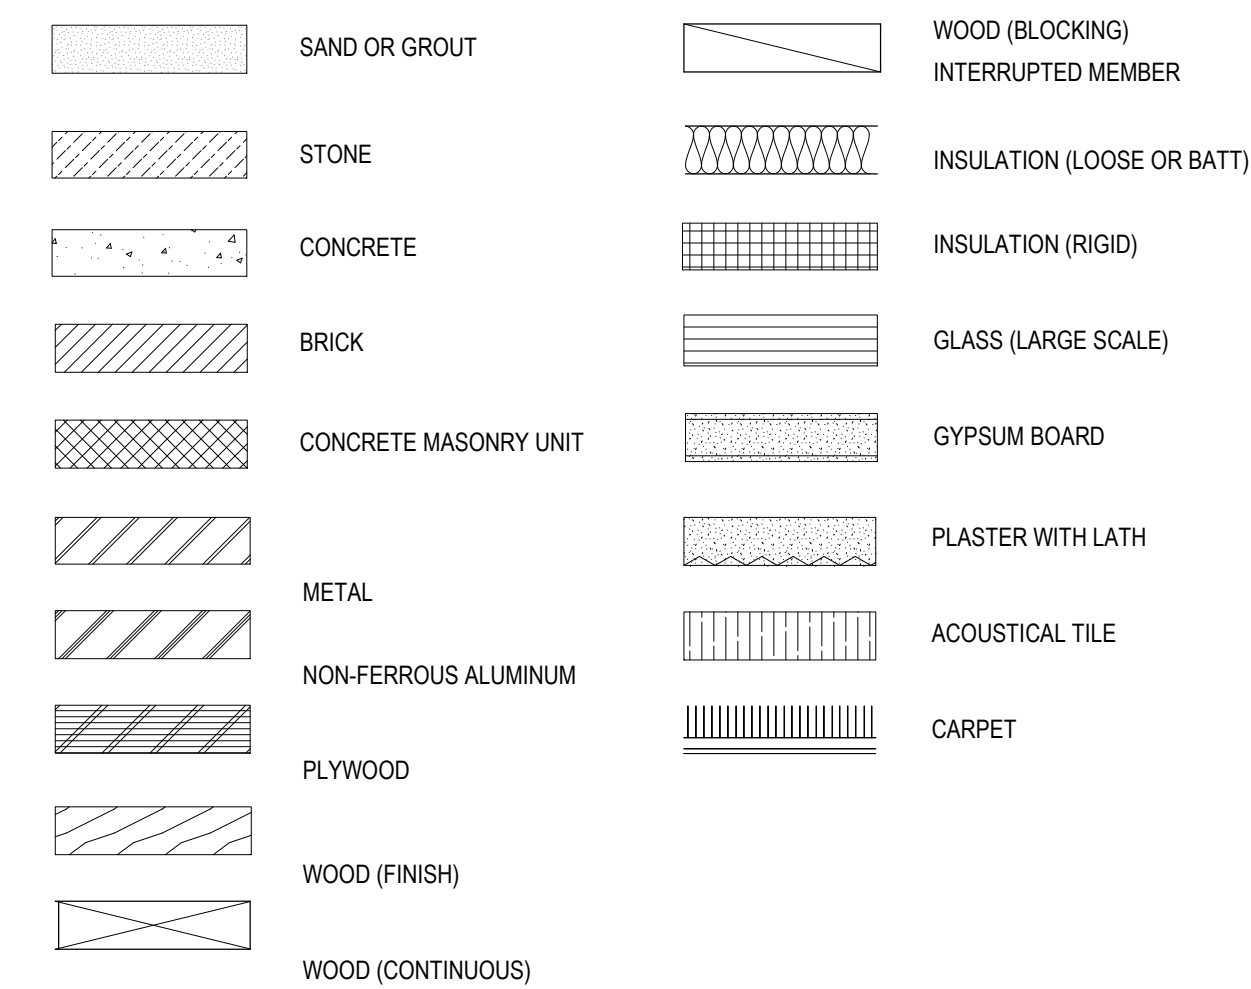 SAND OR GROUT
STONE
CONCRETE
BRICK
CONCRETE MASONRY UNIT
METAL
NON-FERROUS ALUMINUM
PLYWOOD
WOOD (FINISH)
WOOD (CONTINUOUS)
WOOD (BLOCKING)
INTERRUPTED MEMBER
INSULATION (LOOSE OR BATT)
INSULATION (RIGID)
GLASS (LARGE SCALE)
GYPSUM BOARD
PLASTER WITH LATH
ACOUSTICAL TILE
CARPET